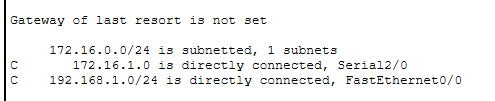 Gateway of last resort is not set
172.16.0.0/24 is subnetted, 1 subnets
C 172.16.1.0 is directly connected, Serial2/0
C 192.168.1.0/24 is directly connected, FastEthernet0/0